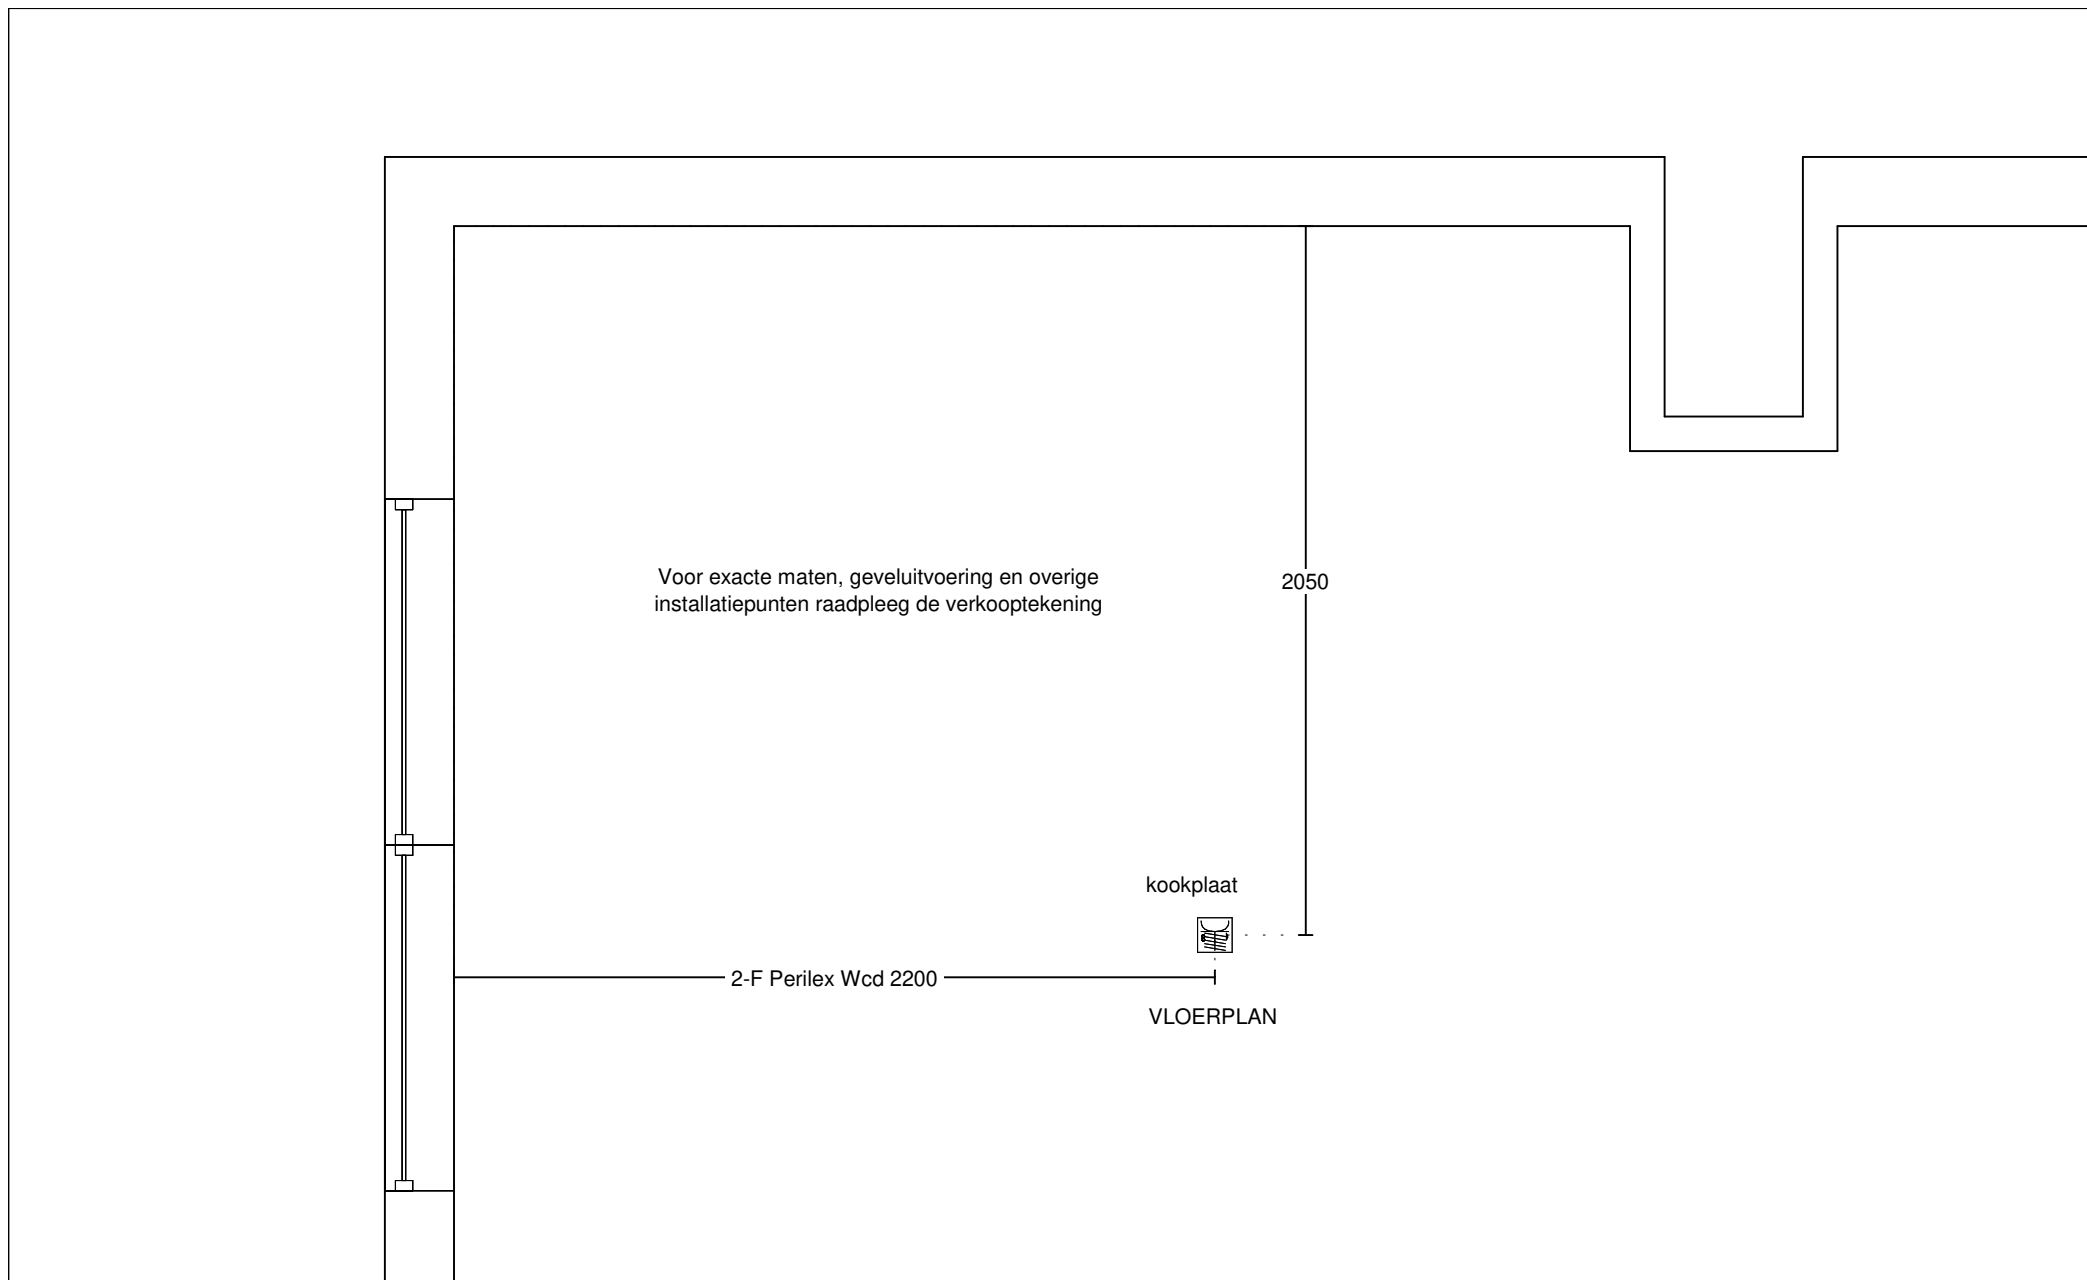 Voor exacte maten, geveluitvoering en overige
installatiepunten raadpleeg de verkooptekening
2050
kookplaat
2-F Perilex Wcd 2200
VLOERPLAN